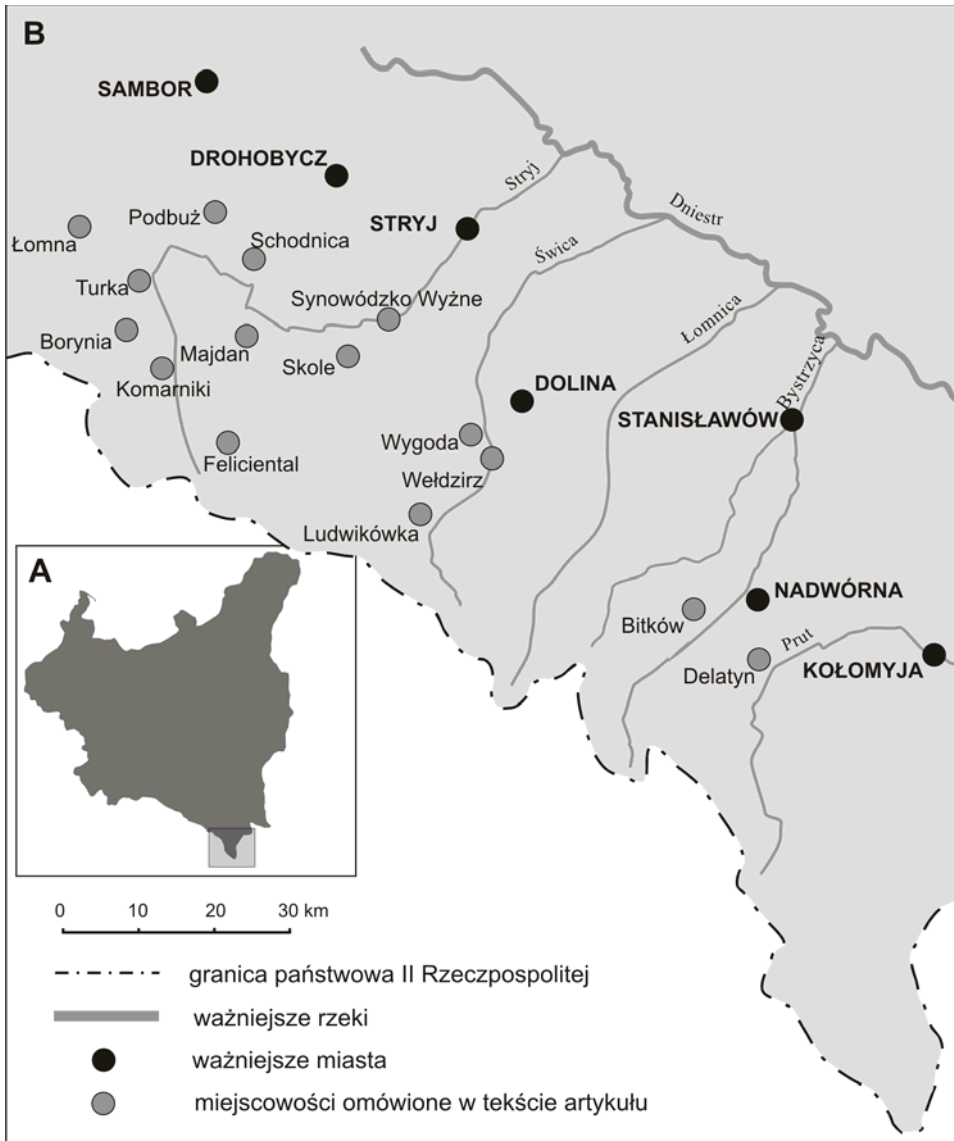 B
SAMBOR
DROHOBYCZ
Podbuż
Stryj
STRYJ
Dniestr
Łomna
Schodnica
Świca
Turka
Synowódzko Wyżne
Łomnica
Borynia
Majdan
Skole
Bystrzyca
Komarniki
DOLINA
STANISŁAWÓW
Wygoda
Feliciental
Wełdzirz
Ludwikówka
A
NADWÓRNA
Bitków
Prut
Delatyn
KOŁOMYJA
0 10 20 30 km
granica państwowa II Rzeczpospolitej
ważniejsze rzeki
ważniejsze miasta
miejscowości omówione w tekście artykułu